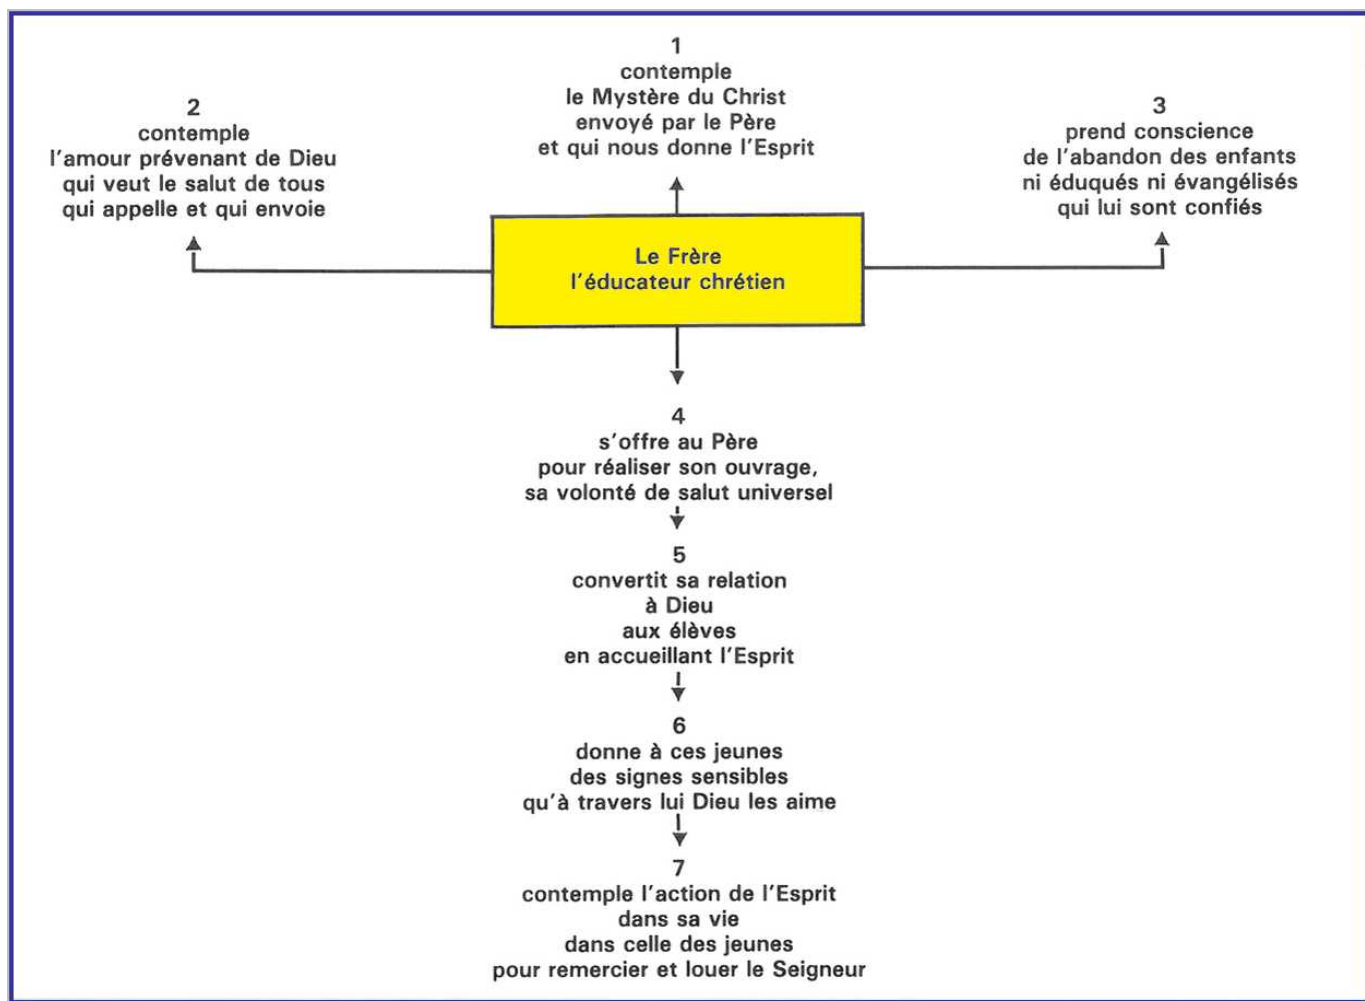 1
contemple
le Mystère du Christ
envoyé par le Père
et qui nous donne l'Esprit
2
contemple
l'amour prévenant de Dieu
qui veut le salut de tous
qui appelle et qui envoie
3
prend conscience
de l'abandon des enfants
ni éduqués ni évangélisés
qui lui sont confiés
Le Frère
l'éducateur chrétien
4
s'offre au Père
pour réaliser son ouvrage,
sa volonté de salut universel
5
convertit sa relation
à Dieu
aux élèves
en accueillant l'Esprit
6
donne à ces jeunes
des signes sensibles
qu'à travers lui Dieu les aime
7
contemple l'action de l'Esprit
dans sa vie
dans celle des jeunes
pour remercier et louer le Seigneur